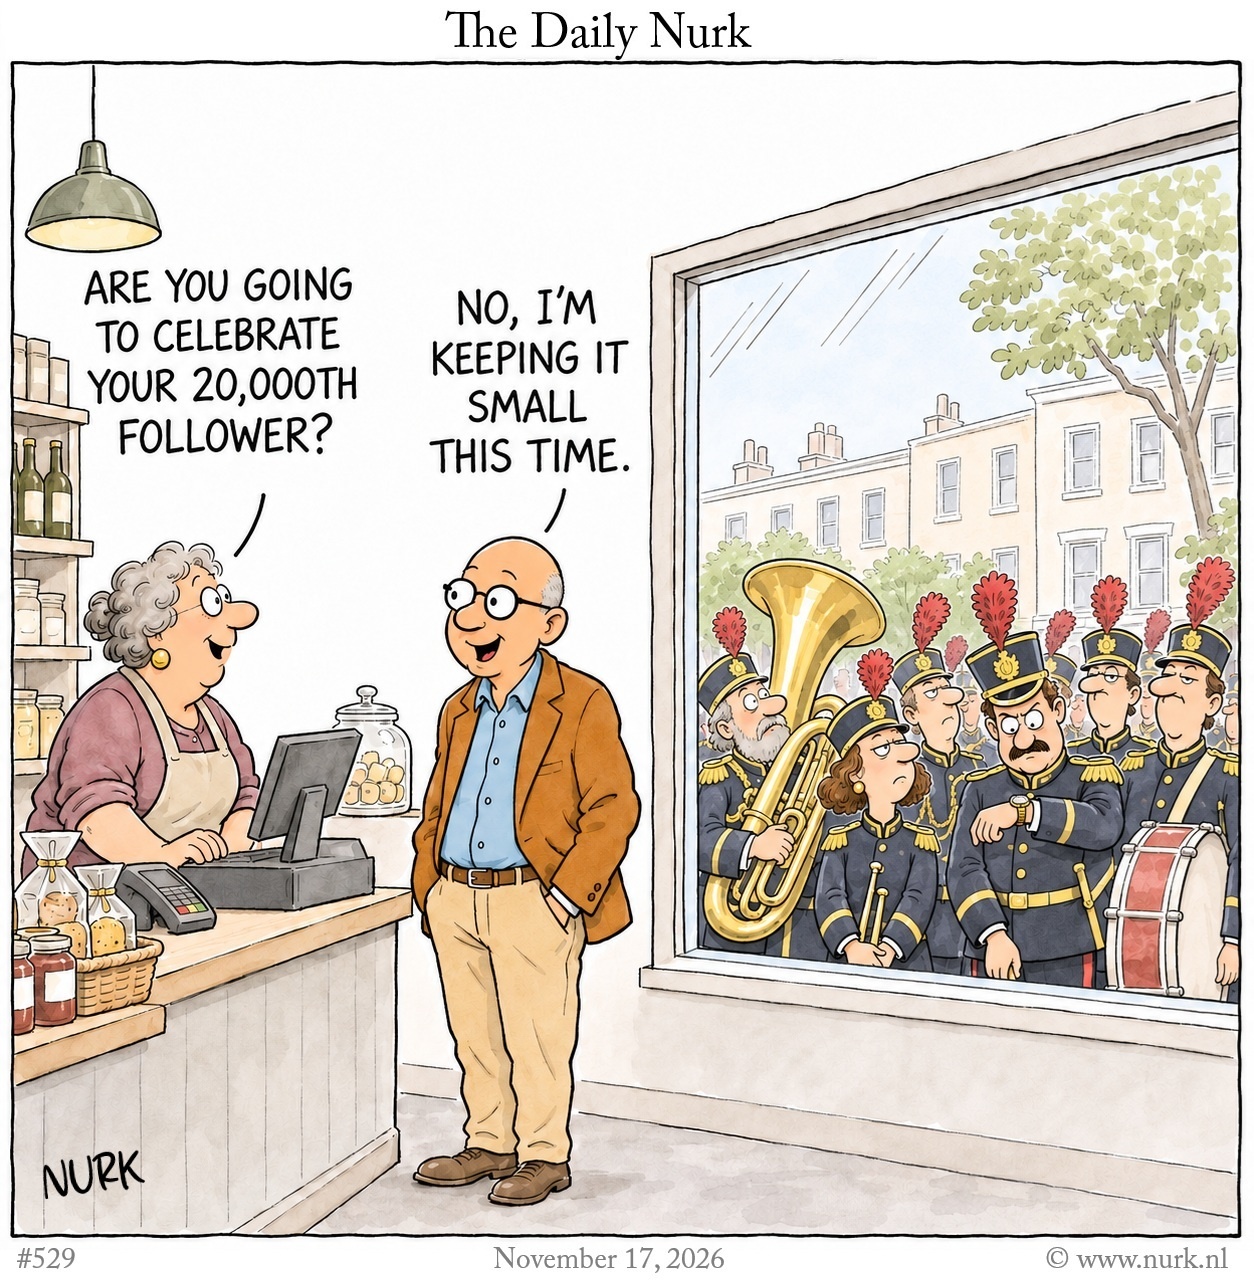 The Daily Nurk
ARE YOU GOING
TO CELEBRATE
YOUR 20,000TH
FOLLOWER?
NO, I'M
KEEPING IT
SMALL
THIS TIME.
NURK
#529
November 17, 2026
© www.nurk.nl